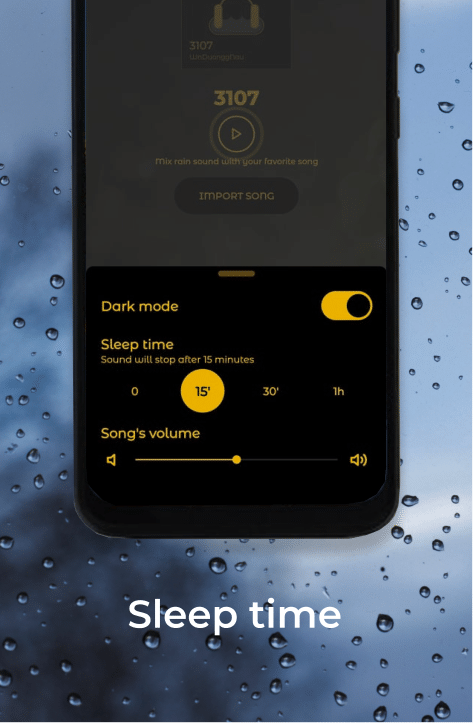 3107
3107
Mix rain sound with your favorite song
IMPORT SONG
Dark mode
Sleep time
Sound will stop after 15 minutes
0
15'
30'
1h
Song's volume
Sleep time